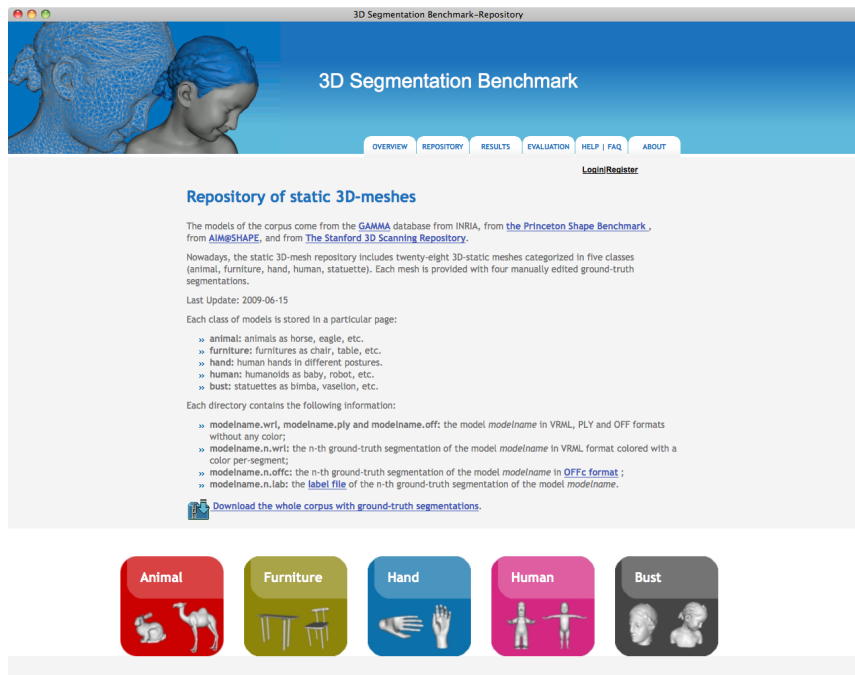 3D Segmentation Benchmark-Repository
3D Segmentation Benchmark
OVERVIEW REPOSITORY RESULTS EVALUATION HELP | FAQ ABOUT
Login|Register
Repository of static 3D-meshes
The models of the corpus come from the GAMMA database from INRIA, from the Princeton Shape Benchmark ,
from AIM@SHAPE, and from The Stanford 3D Scanning Repository.
Nowadays, the static 3D-mesh repository includes twenty-eight 3D-static meshes categorized in five classes
(animal, furniture, hand, human, statuette). Each mesh is provided with four manually edited ground-truth
segmentations.
Last Update: 2009-06-15
Each class of models is stored in a particular page:
» animal: animals as horse, eagle, etc.
» furniture: furnitures as chair, table, etc.
» hand: human hands in different postures.
» human: humanoids as baby, robot, etc.
» bust: statuettes as bimba, vaselion, etc.
Each directory contains the following information:
» modelname.wrl, modelname.ply and modelname.off: the model modelname in VRML, PLY and OFF formats
without any color;
» modelname.n.wrl: the n-th ground-truth segmentation of the model modelname in VRML format colored with a
color per-segment;
» modelname.n.offc: the n-th ground-truth segmentation of the model modelname in OFFc format ;
» modelname.n.lab: the label file of the n-th ground-truth segmentation of the model modelname.
Download the whole corpus with ground-truth segmentations.
Animal Furniture Hand Human Bust